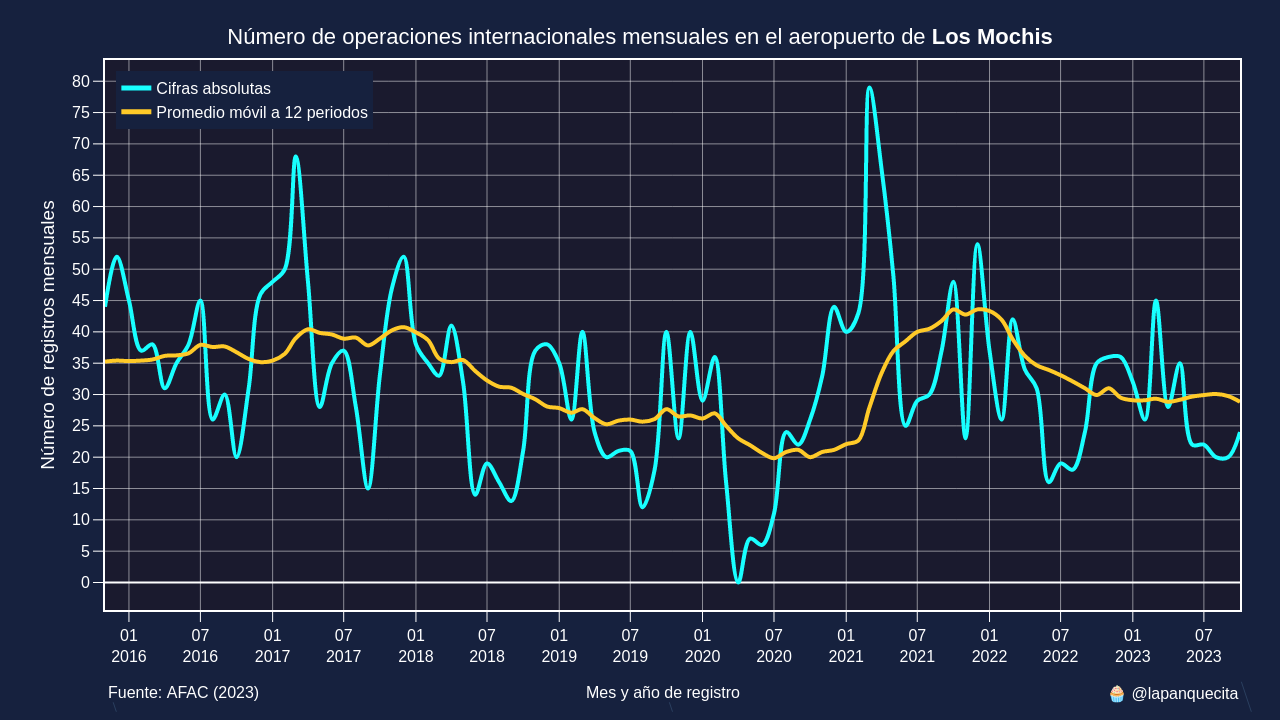 Número de operaciones internacionales mensuales en el aeropuerto de Los Mochis
Cifras absolutas
Promedio móvil a 12 periodos
Número de registros mensuales
80
75
70
65
60
55
50
45
40
35
30
25
20
15
10
5
0
01 07 01 07 01 07 01 07 01 07 01 07 01 07 01 07
2016 2016 2017 2017 2018 2018 2019 2019 2020 2020 2021 2021 2022 2022 2023 2023
Fuente: AFAC (2023) Mes y año de registro 🧁 @lapanquecita